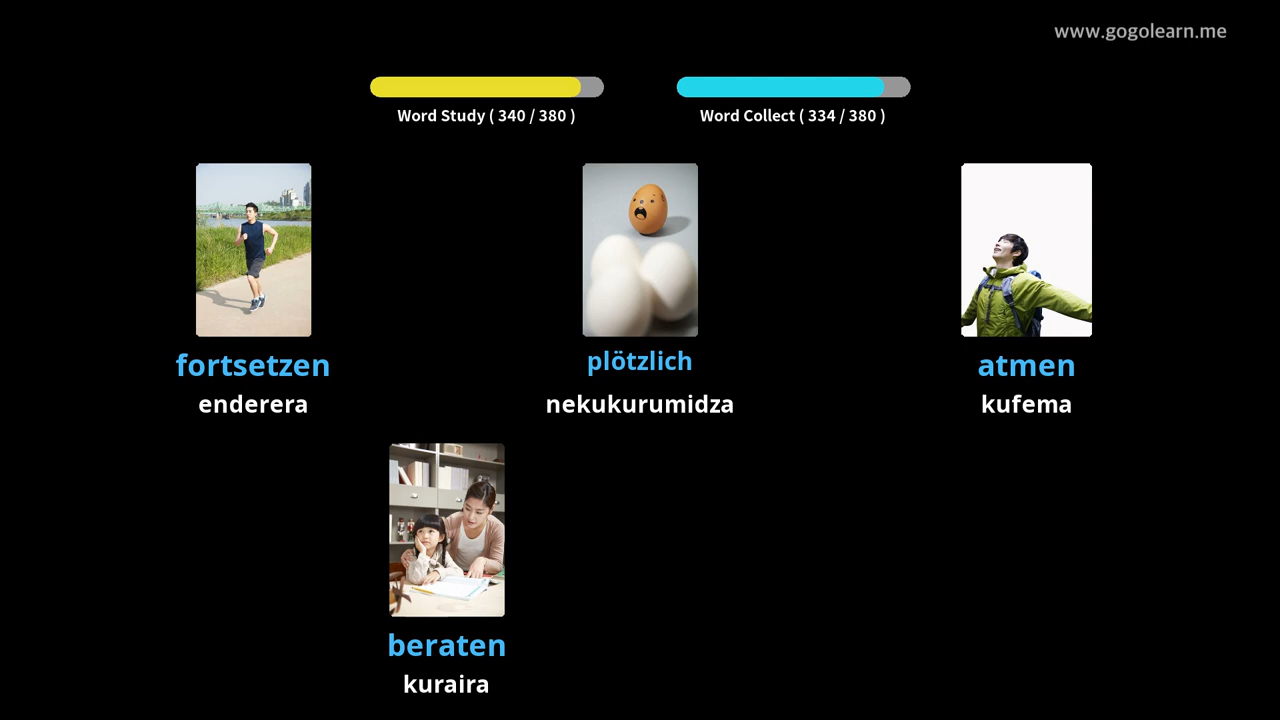 www.gogolearn.me
Word Study ( 340 / 380 )
Word Collect ( 334 / 380 )
fortsetzen
enderera
plötzlich
nekukurumidza
atmen
kufema
beraten
kuraira